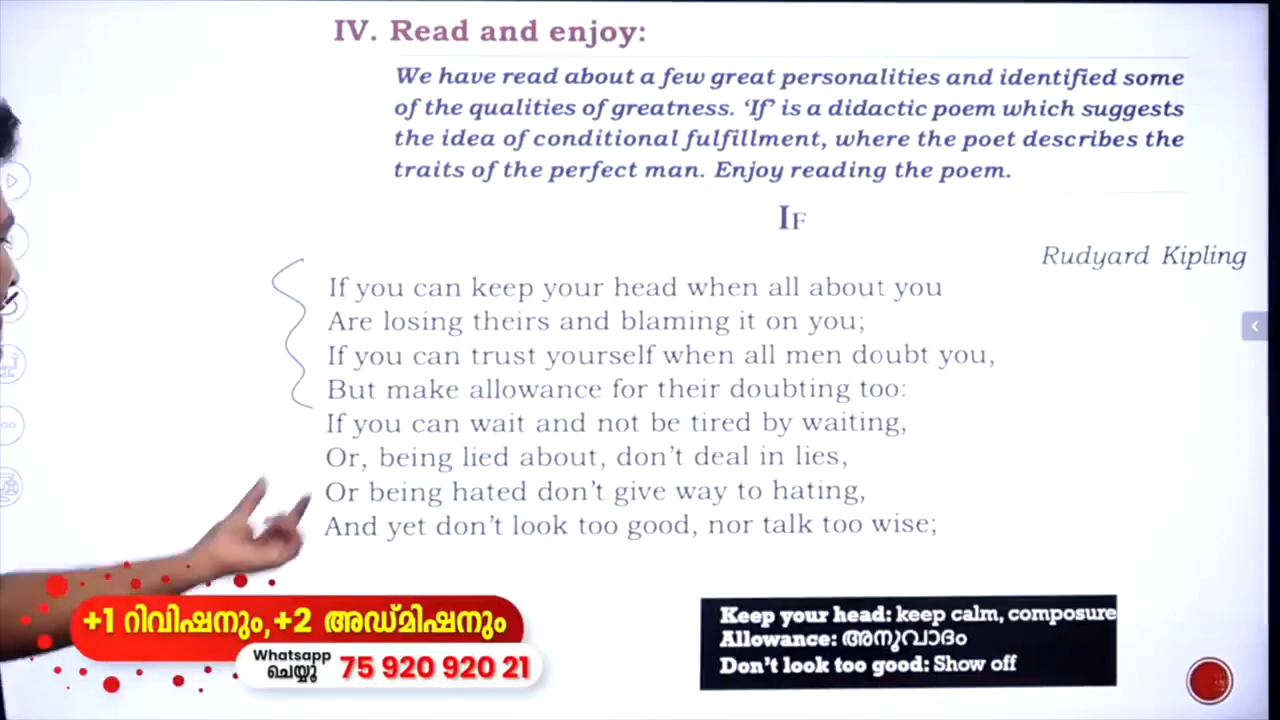 IV. Read and enjoy:
We have read about a few great personalities and identified some
of the qualities of greatness. ‘If’ is a didactic poem which suggests
the idea of conditional fulfillment, where the poet describes the
traits of the perfect man. Enjoy reading the poem.
IF
Rudyard Kipling
If you can keep your head when all about you
Are losing theirs and blaming it on you;
If you can trust yourself when all men doubt you,
But make allowance for their doubting too:
If you can wait and not be tired by waiting,
Or, being lied about, don’t deal in lies,
Or being hated don’t give way to hating,
And yet don’t look too good, nor talk too wise;
+1 റിവിഷനും,+2 അഡ്മിഷനും
Whatsapp
ചെയ്യൂ
75 920 920 21
Keep your head: keep calm, composure
Allowance: അനുവാദം
Don’t look too good: Show off